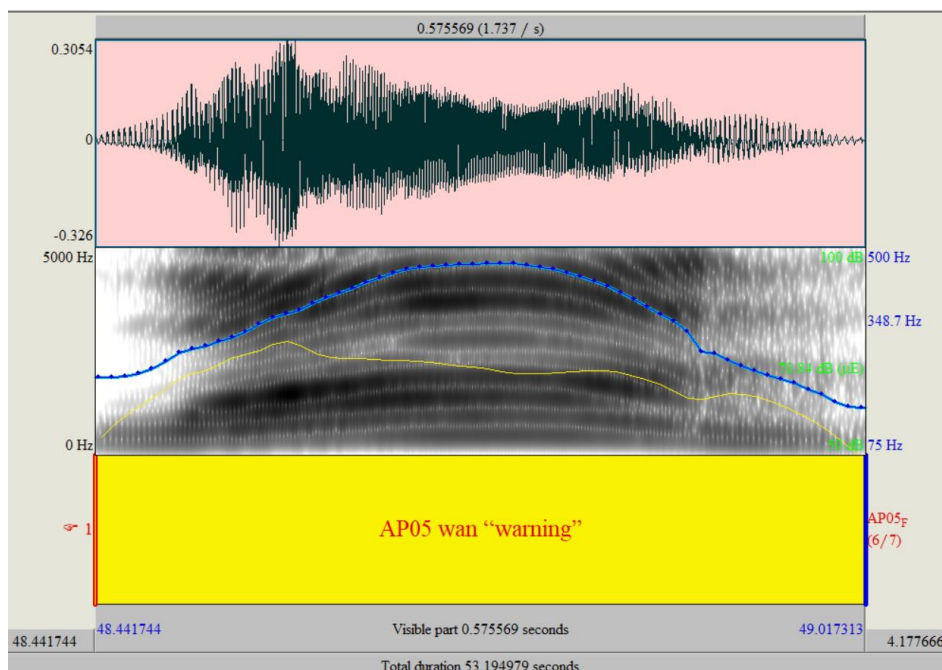 0.575569 (1.737 / s)
0.3054
0
-0.326
5000 Hz
100 dB
500 Hz
348.7 Hz
dB (µE)
0 Hz
75 Hz
☞ 1
AP05 wan “warning”
AP05F
(6/7)
48.441744
Visible part 0.575569 seconds
49.017313
48.441744
4.177666
Total duration 53.194979 seconds